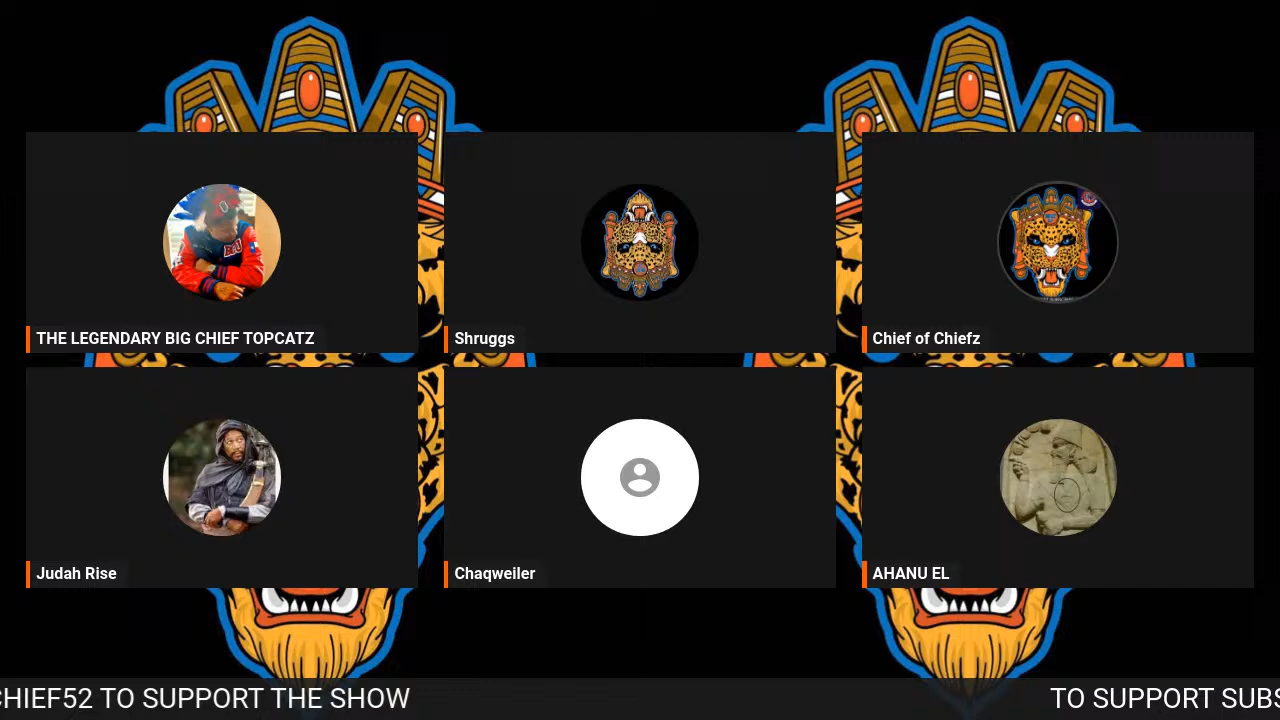 THE LEGENDARY BIG CHIEF TOPCATZ
Shruggs
Chief of Chiefz
Judah Rise
Chaqweiler
AHANU EL
CHIEF52 TO SUPPORT THE SHOW
TO SUPPORT SUBS